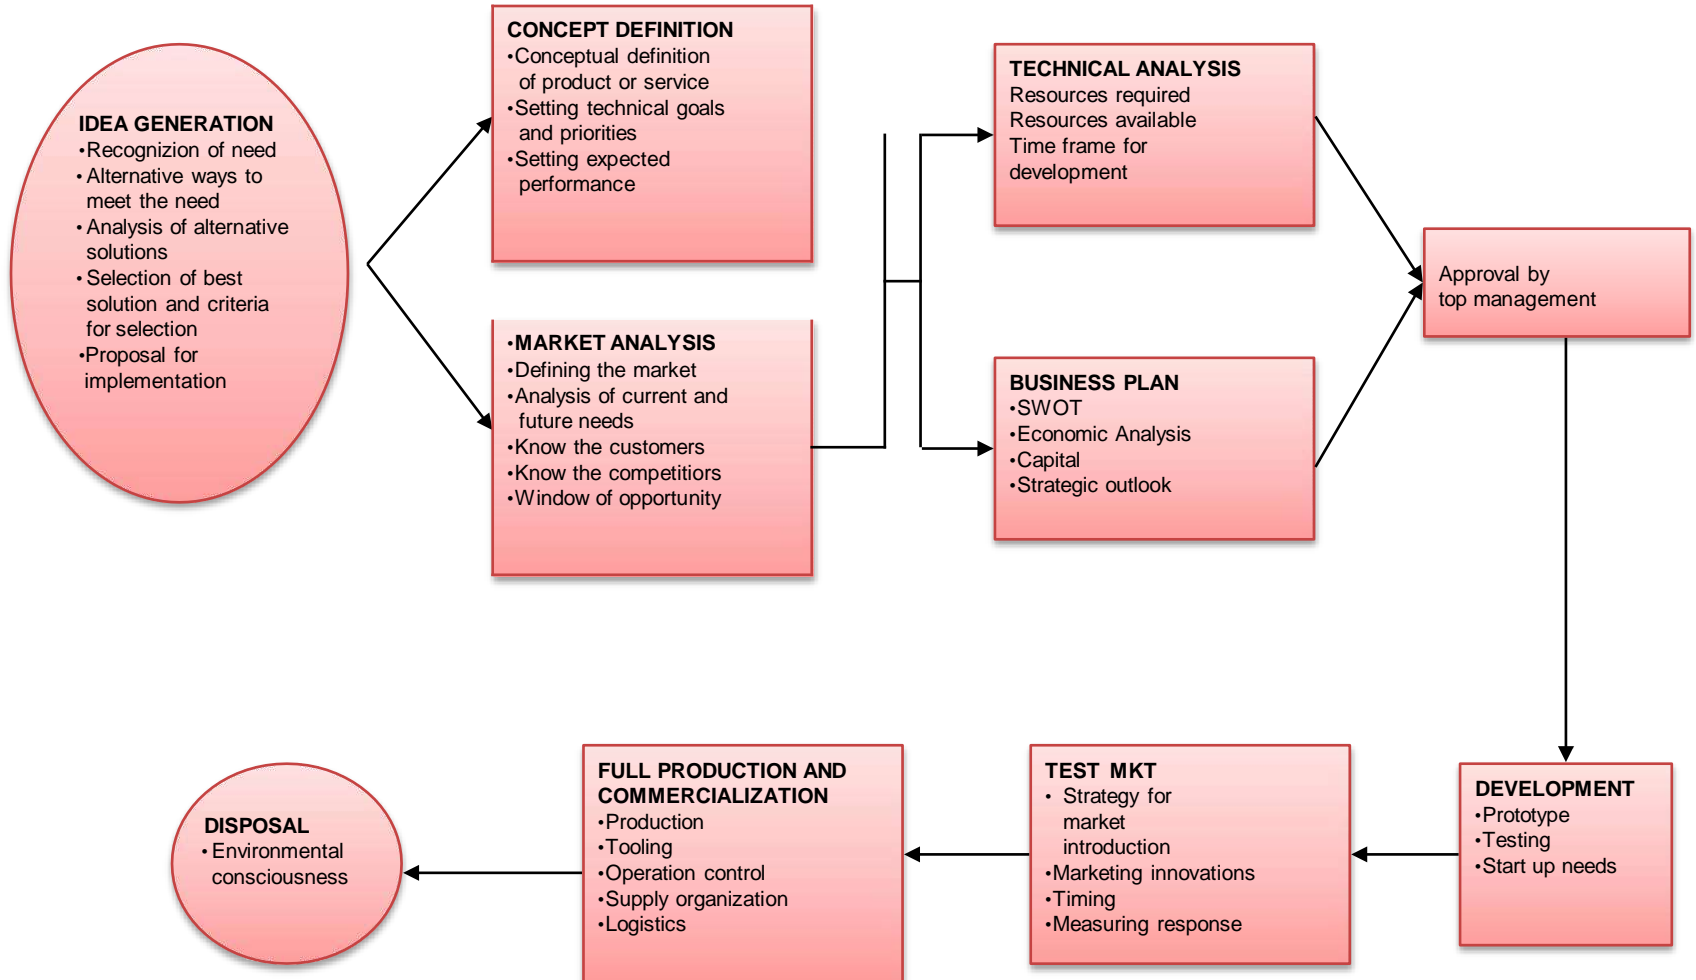 IDEA GENERATION
•Recognizion of need
• Alternative ways to
meet the need
•Analysis of alternative
solutions
• Selection of best
solution and criteria
for selection
•Proposal for
implementation
CONCEPT DEFINITION
•Conceptual definition
of product or service
•Setting technical goals
and priorities
•Setting expected
performance
•MARKET ANALYSIS
•Defining the market
•Analysis of current and
future needs
•Know the customers
•Know the competitiors
•Window of opportunity
TECHNICAL ANALYSIS
Resources required
Resources available
Time frame for
development
BUSINESS PLAN
•SWOT
•Economic Analysis
•Capital
•Strategic outlook
Approval by
top management
DEVELOPMENT
•Prototype
•Testing
•Start up needs
TEST MKT
• Strategy for
market
introduction
•Marketing innovations
•Timing
•Measuring response
FULL PRODUCTION AND
COMMERCIALIZATION
•Production
•Tooling
•Operation control
•Supply organization
•Logistics
DISPOSAL
• Environmental
consciousness